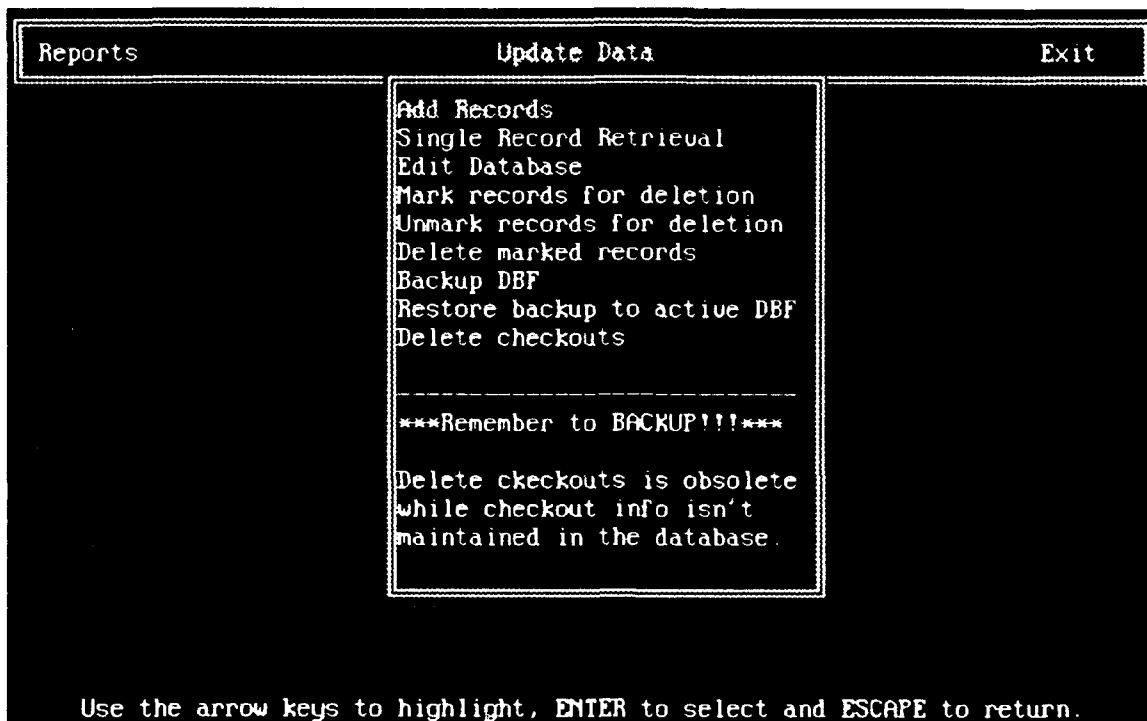 Reports Update Data Exit
Add Records
Single Record Retrieval
Edit Database
Mark records for deletion
Unmark records for deletion
Delete marked records
Backup DBF
Restore backup to active DBF
Delete checkouts
----------------------------
***Remember to BACKUP!!!***
Delete ckeckouts is obsolete
while checkout info isn't
maintained in the database.
Use the arrow keys to highlight, ENTER to select and ESCAPE to return.